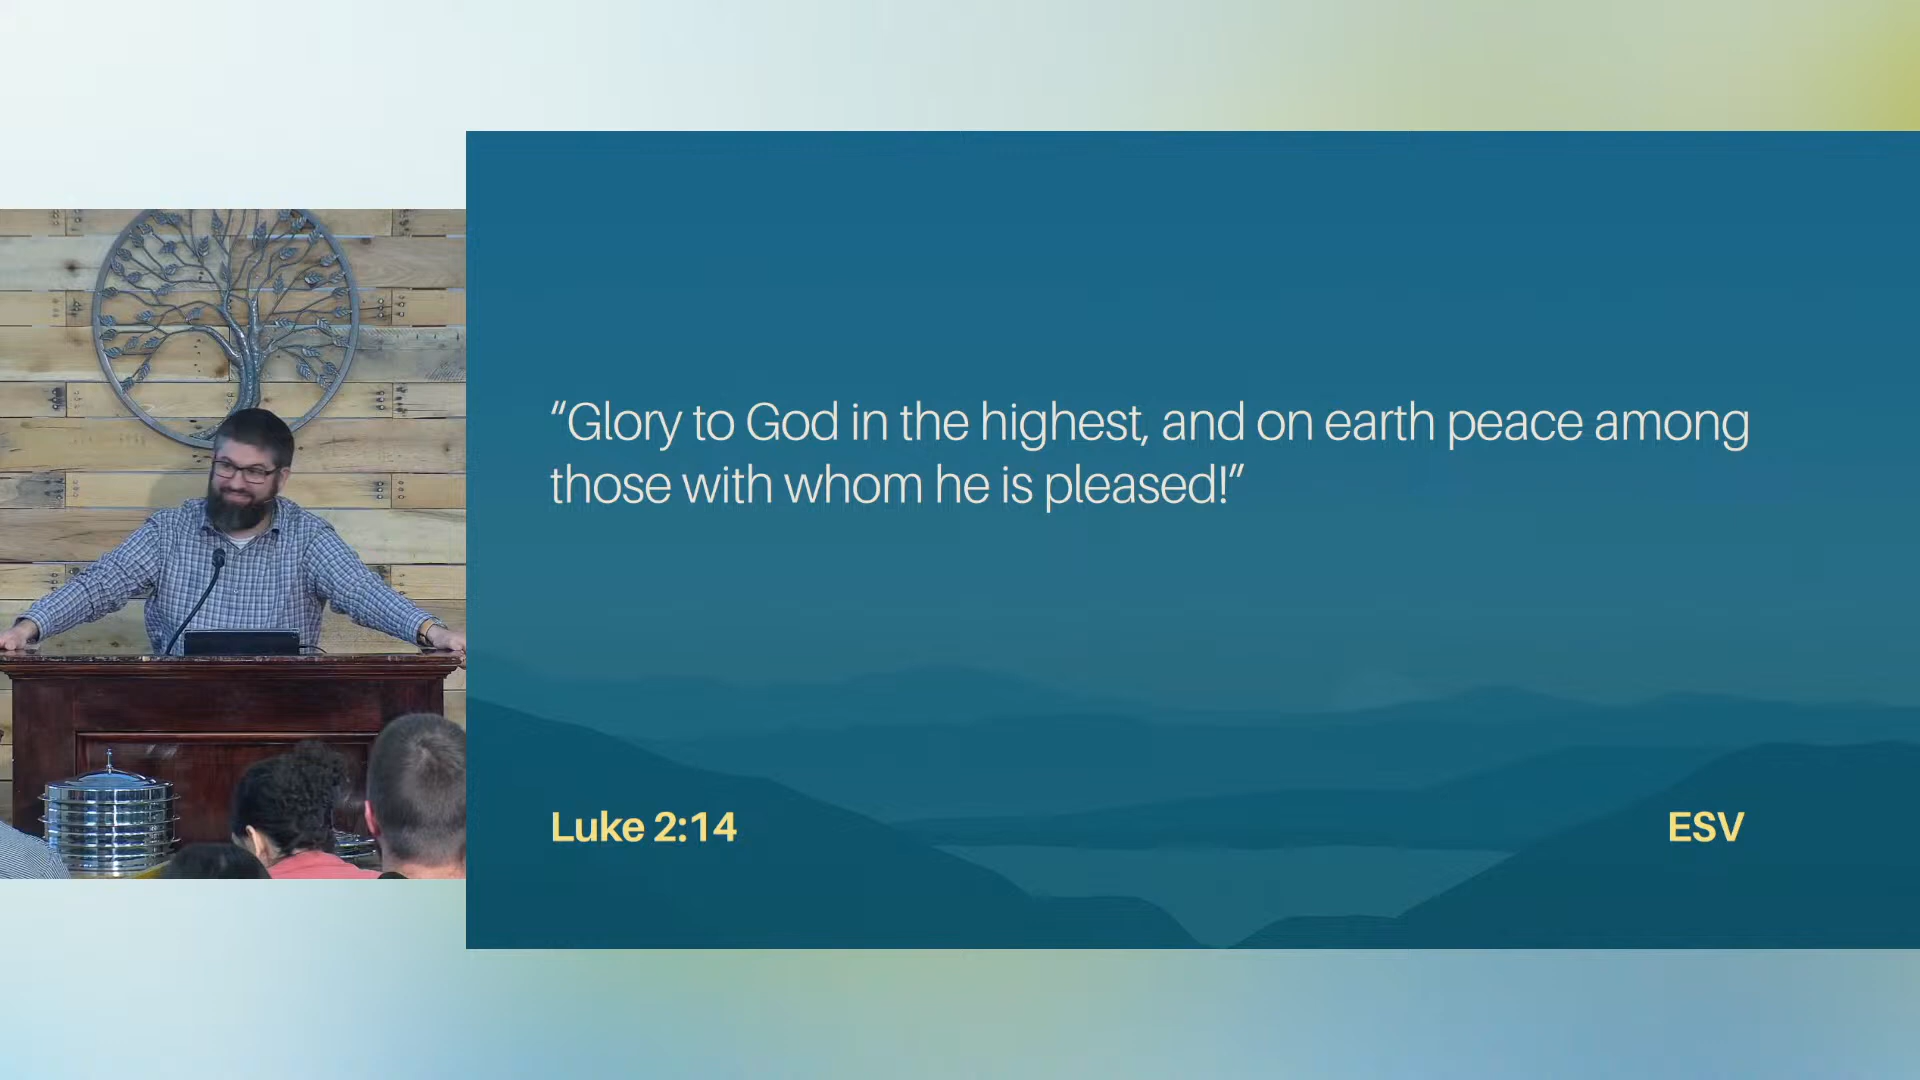 “Glory to God in the highest, and on earth peace among
those with whom he is pleased!”
Luke 2:14
ESV